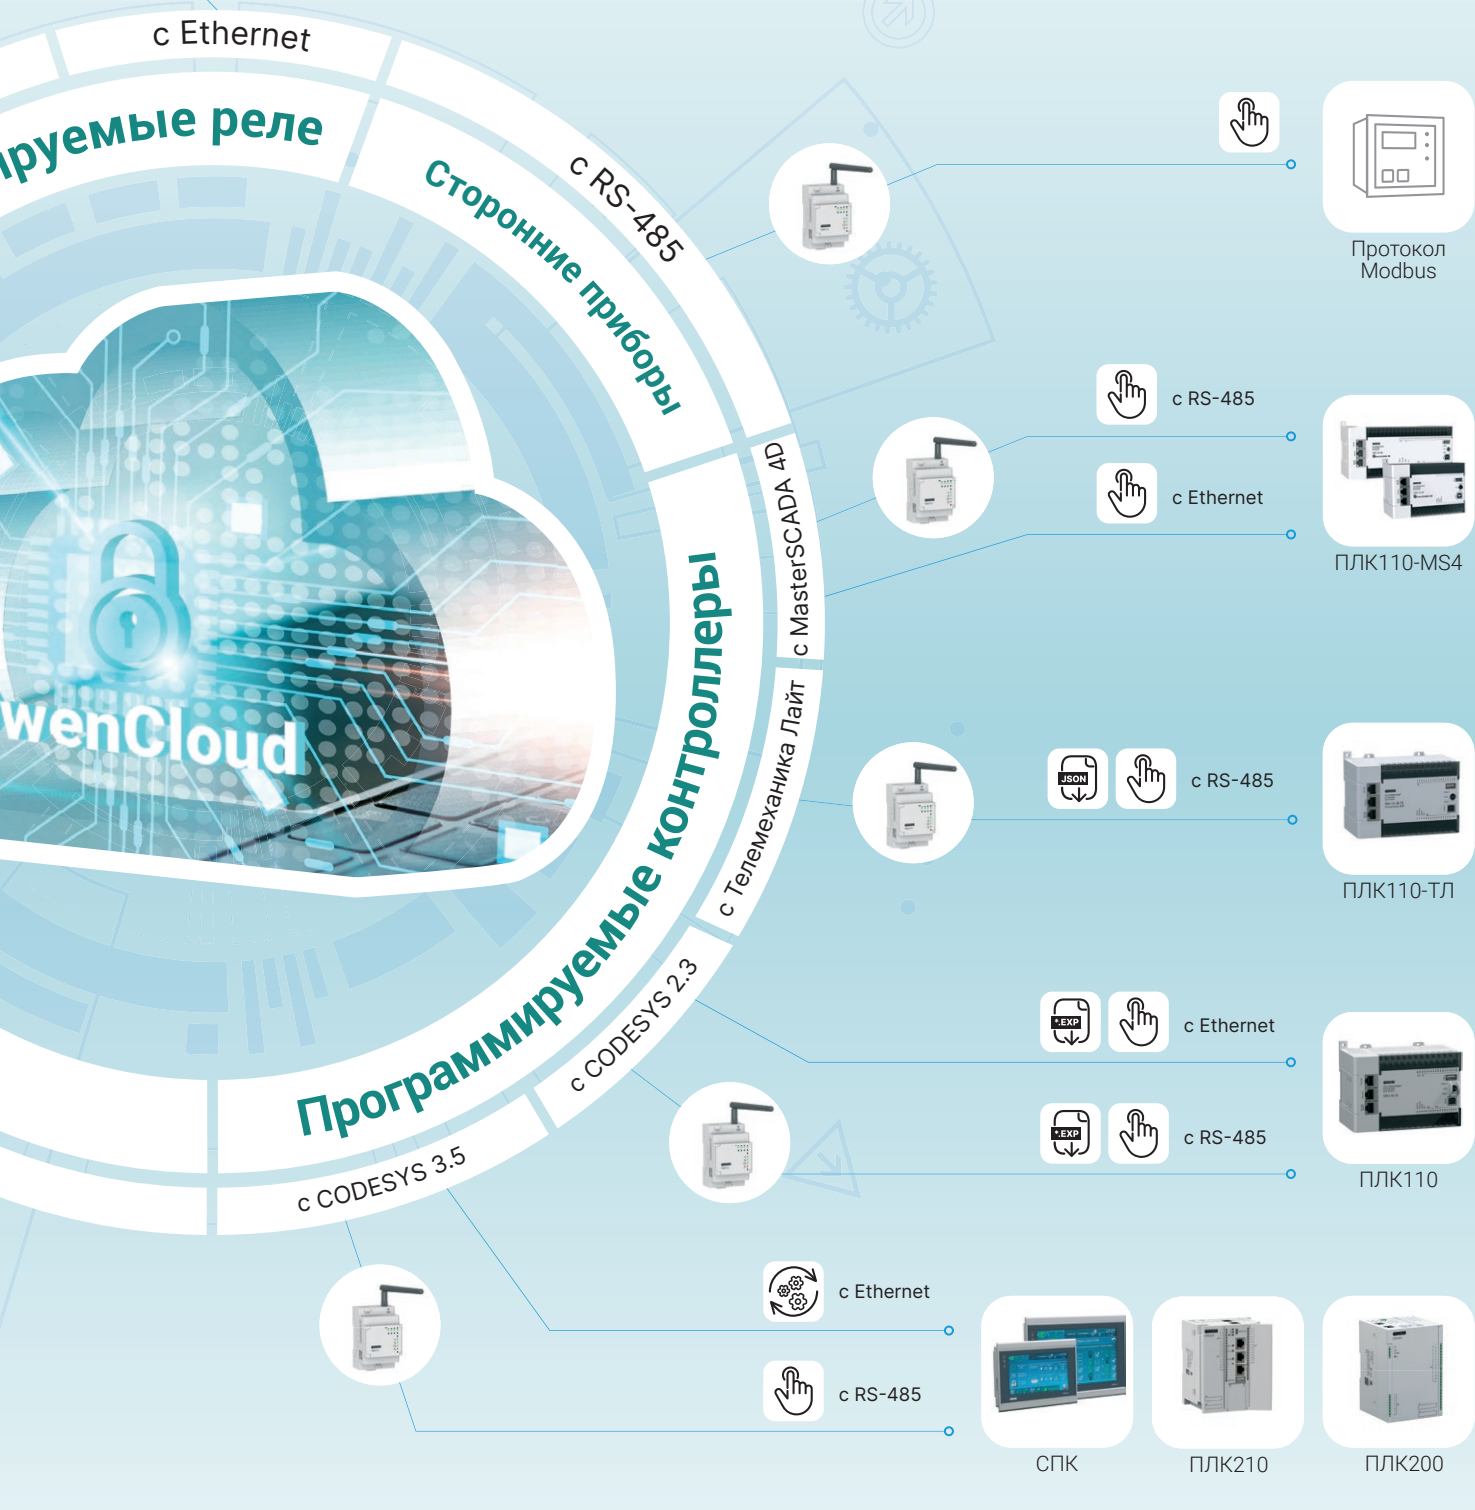 с Ethernet
руемые реле
Сторонние приборы
с RS-485
Протокол
Modbus
с RS-485
с Ethernet
ПЛК110-MS4
с MasterSCADA 4D
Программируемые контроллеры
wenCloud
с Телемеханика Лайт
JSON
с RS-485
ПЛК110-ТЛ
с CODESYS 2.3
*.EXP
с Ethernet
*.EXP
с RS-485
ПЛК110
с CODESYS 3.5
с Ethernet
с RS-485
СПК
ПЛК210
ПЛК200